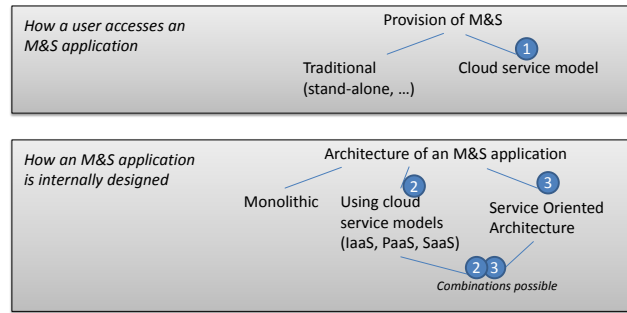 How a user accesses an
M&S application
Provision of M&S
1
Traditional
(stand-alone, …)
Cloud service model
How an M&S application
is internally designed
Architecture of an M&S application
2
3
Monolithic
Using cloud
service models
(IaaS, PaaS, SaaS)
Service Oriented
Architecture
2 3
Combinations possible